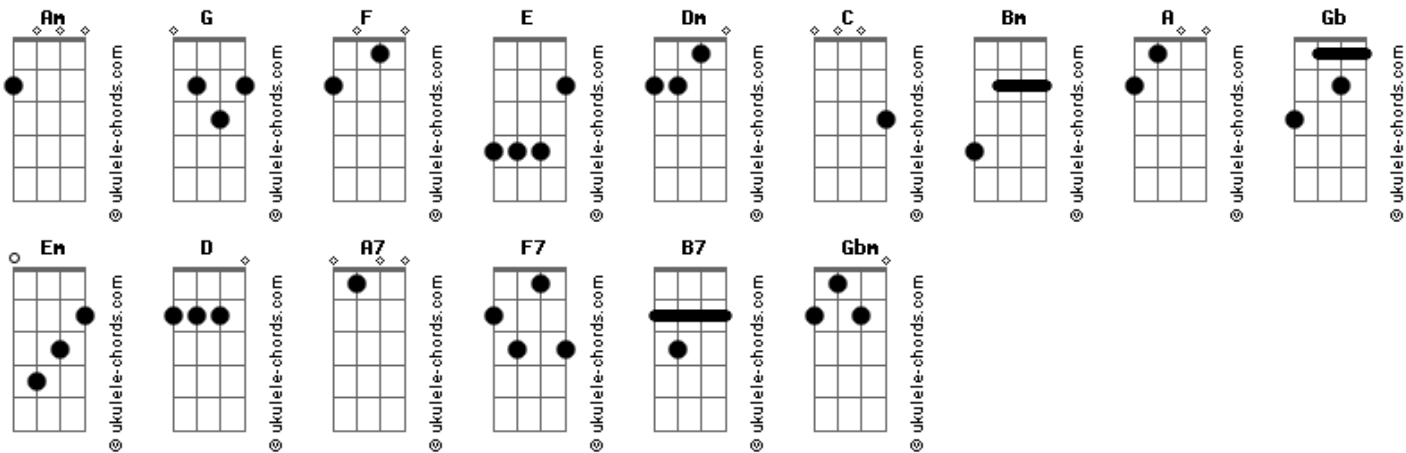 Am G F E Dm C Bm A Gb
© ukulele-chords.com © ukulele-chords.com © ukulele-chords.com © ukulele-chords.com © ukulele-chords.com © ukulele-chords.com © ukulele-chords.com © ukulele-chords.com © ukulele-chords.com
Em D A7 F7 B7 Gbm
© ukulele-chords.com © ukulele-chords.com © ukulele-chords.com © ukulele-chords.com © ukulele-chords.com © ukulele-chords.com